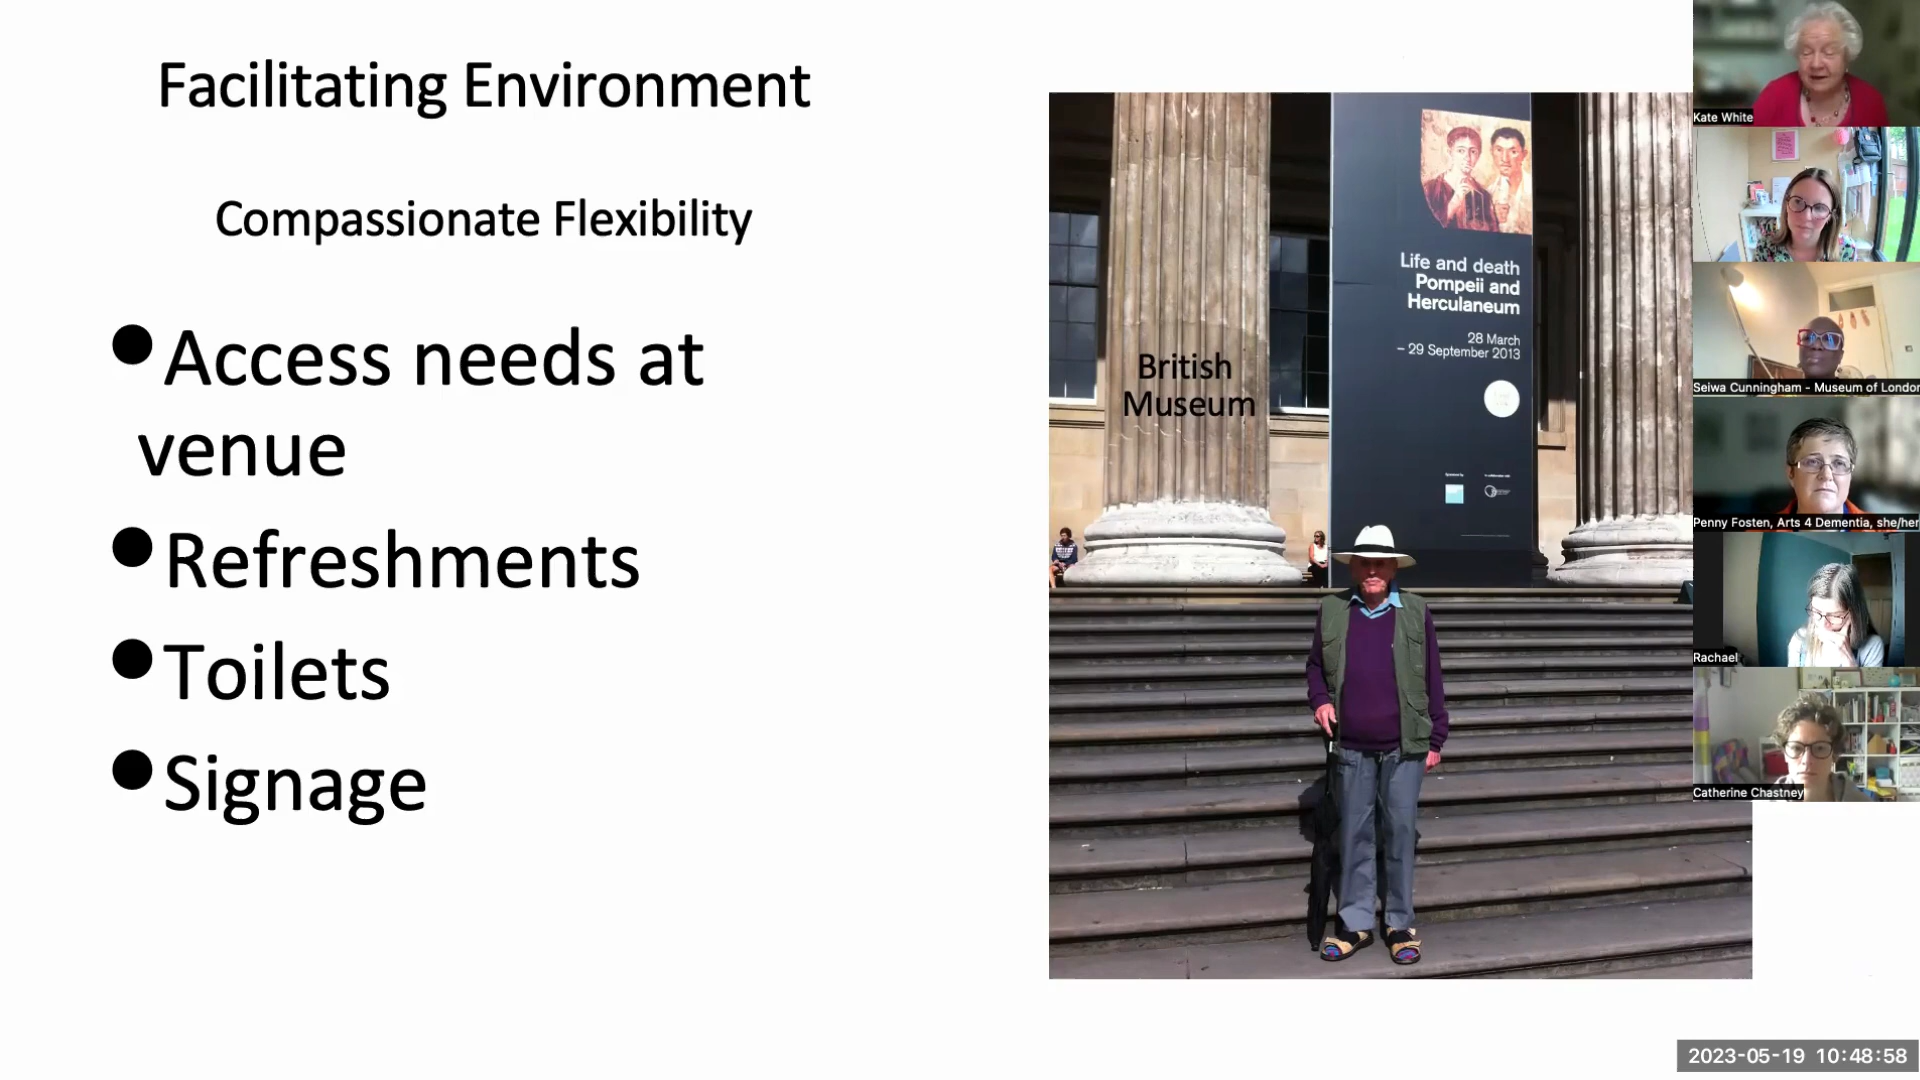 Facilitating Environment
Compassionate Flexibility
•Access needs at
venue
•Refreshments
•Toilets
•Signage
Life and death
Pompeii and
Herculaneum
28 March
– 29 September 2013
British
Museum
Kate White
Seiwa Cunningham - Museum of London
Penny Fosten, Arts 4 Dementia, she/her
Rachael
Catherine Chastney
2023-05-19 10:48:58